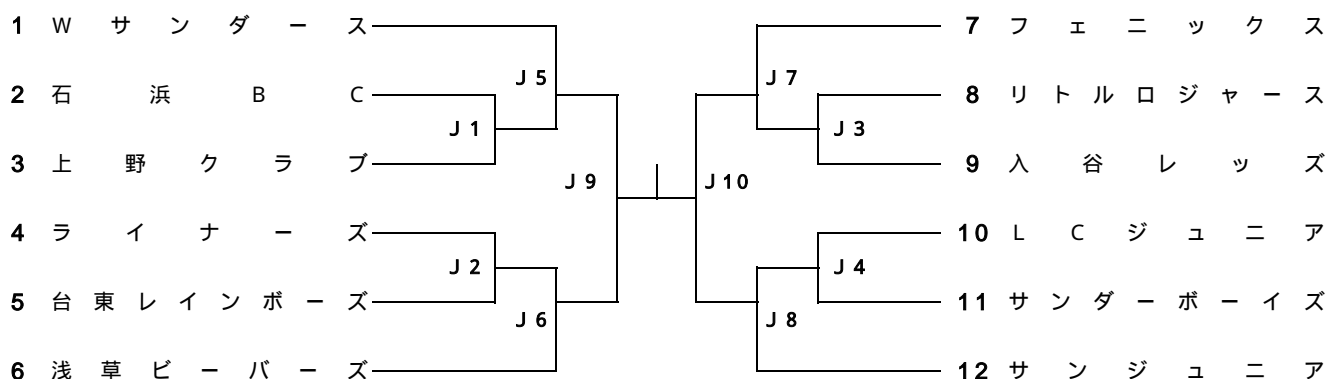 1 Wサンダース
7 フェニックス
J5
J7
2 石浜BC
8 リトルロジャース
J1
J3
3 上野クラブ
9 入谷レッズ
J9
J10
4 ライナーズ
10 LCジュニア
J2
J4
5 台東レインボーズ
11 サンダーボーイズ
J6
J8
6 浅草ビーバーズ
12 サンジュニア